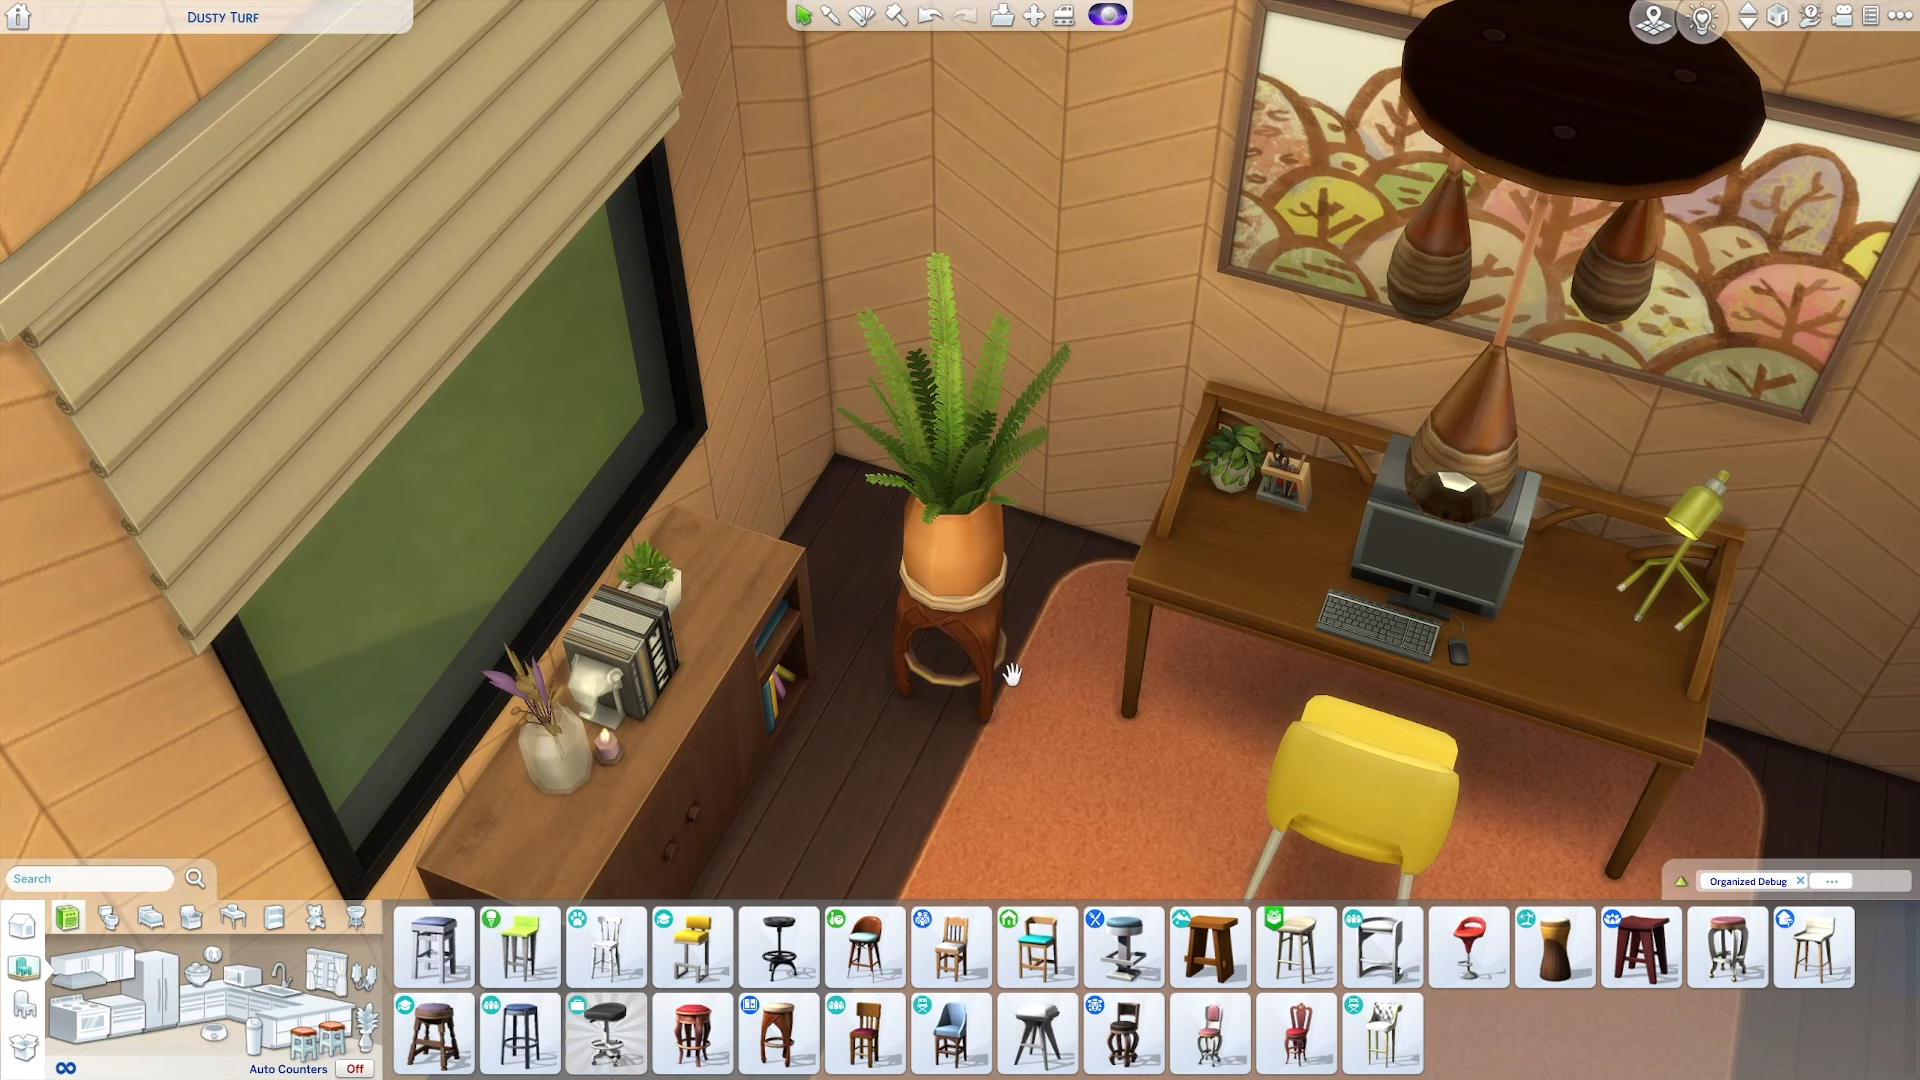 Dusty Turf
Search
Organized Debug
Auto Counters
Off